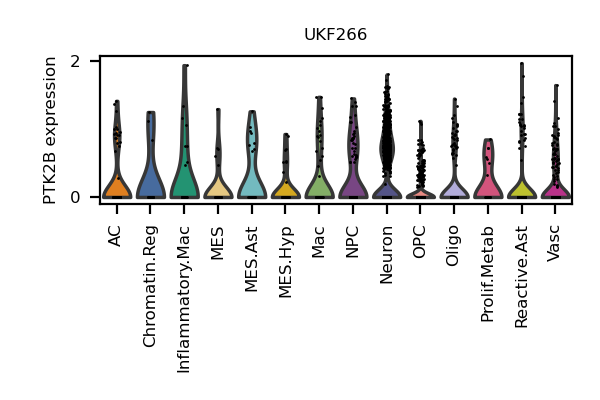 UKF266
PTK2B expression
2
0
AC
Chromatin.Reg
Inflammatory.Mac
MES
MES.Ast
MES.Hyp
Mac
NPC
Neuron
OPC
Oligo
Prolif.Metab
Reactive.Ast
Vasc